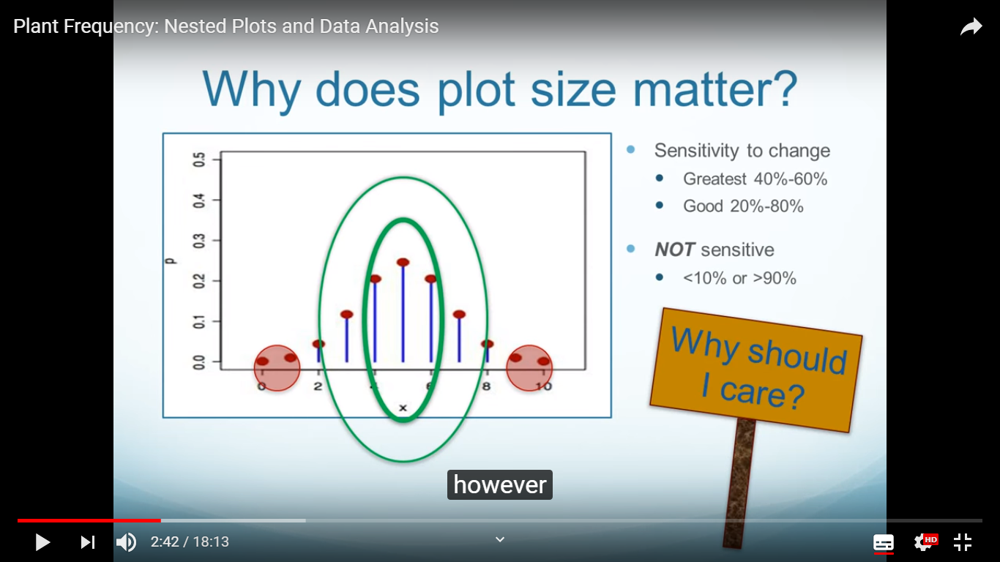 Plant Frequency: Nested Plots and Data Analysis
Why does plot size matter?
0.5
0.4
0.3
0.2
0.1
0.0
p
0 2 4 6 8 10
x
Sensitivity to change
Greatest 40%-60%
Good 20%-80%
NOT sensitive
<10% or >90%
Why should
I care?
however
2:42 / 18:13
HD